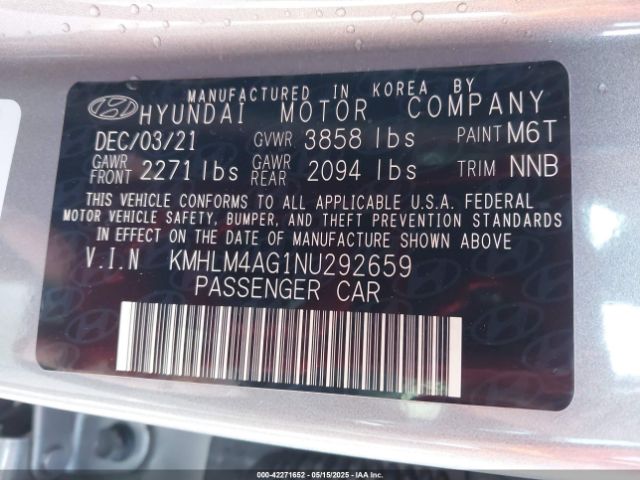 MANUFACTURED IN KOREA BY
HYUNDAI MOTOR COMPANY
DEC/03/21 GVWR 3858 lbs PAINT M6T
GAWR FRONT 2271 lbs GAWR REAR 2094 lbs TRIM NNB
THIS VEHICLE CONFORMS TO ALL APPLICABLE U.S.A. FEDERAL
MOTOR VEHICLE SAFETY, BUMPER, AND THEFT PREVENTION STANDARDS
IN EFFECT ON THE DATE OF MANUFACTURE SHOWN ABOVE
V.I.N KMHLM4AG1NU292659
PASSENGER CAR
000-42271652 - 05/15/2025 - IAA Inc.